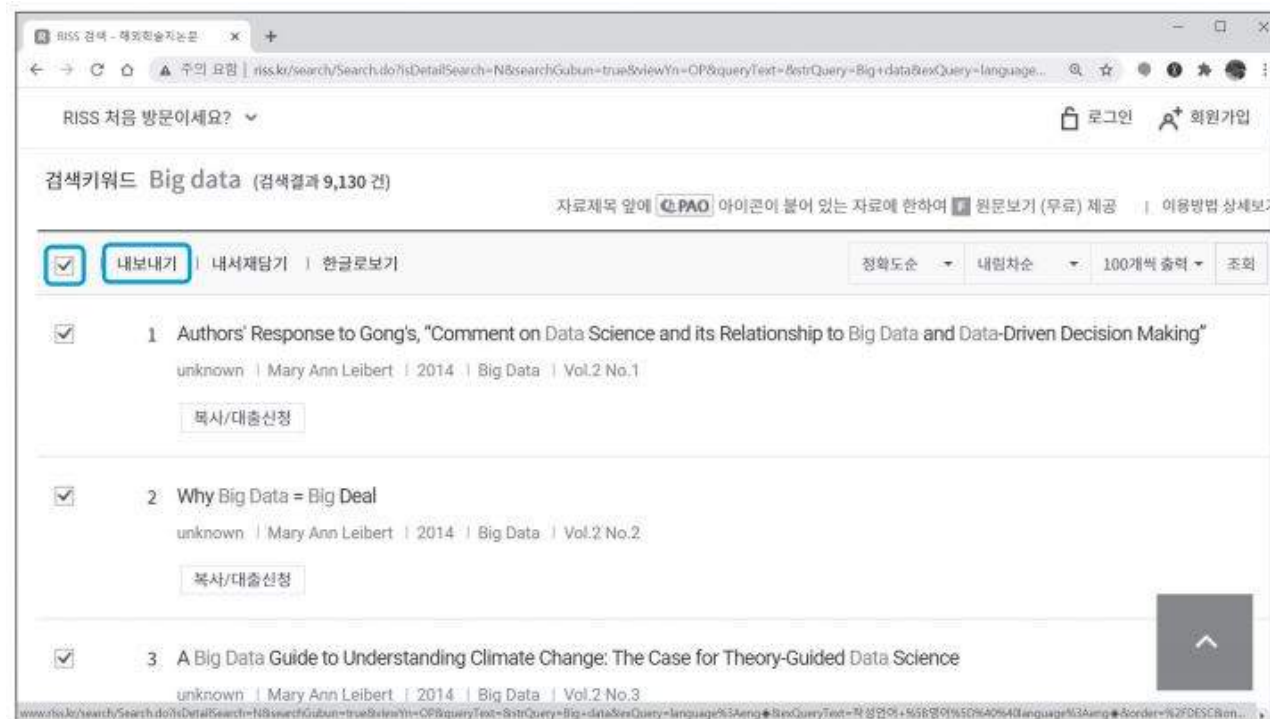 RISS 검색 - 해외학술지논문
주의 요함 | riss.kr/search/Search.do?isDetailSearch=N&searchGubun=true&viewYn=OP&queryText=&strQuery=Big+data&exQuery=language...
RISS 처음 방문이세요?
로그인 회원가입
검색키워드 Big data (검색결과 9,130 건)
자료제목 앞에 PAO 아이콘이 붙어 있는 자료에 한하여 F 원문보기 (무료) 제공 | 이용방법 상세보기
| 내보내기 | 내서재담기 | 한글로보기 정확도순 내림차순 100개씩 출력 조회
1 Authors' Response to Gong's, "Comment on Data Science and its Relationship to Big Data and Data-Driven Decision Making"
unknown | Mary Ann Leibert | 2014 | Big Data | Vol.2 No.1
복사/대출신청
2 Why Big Data = Big Deal
unknown | Mary Ann Leibert | 2014 | Big Data | Vol.2 No.2
복사/대출신청
3 A Big Data Guide to Understanding Climate Change: The Case for Theory-Guided Data Science
unknown | Mary Ann Leibert | 2014 | Big Data | Vol.2 No.3